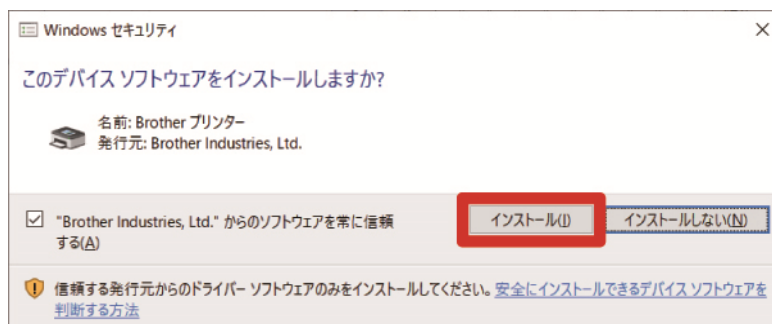 Windows セキュリティ
このデバイス ソフトウェアをインストールしますか?
名前: Brother プリンター
発行元: Brother Industries, Ltd.
"Brother Industries, Ltd." からのソフトウェアを常に信頼
する(A)
インストール(I)
インストールしない(N)
信頼する発行元からのドライバー ソフトウェアのみをインストールしてください。安全にインストールできるデバイス ソフトウェアを
判断する方法